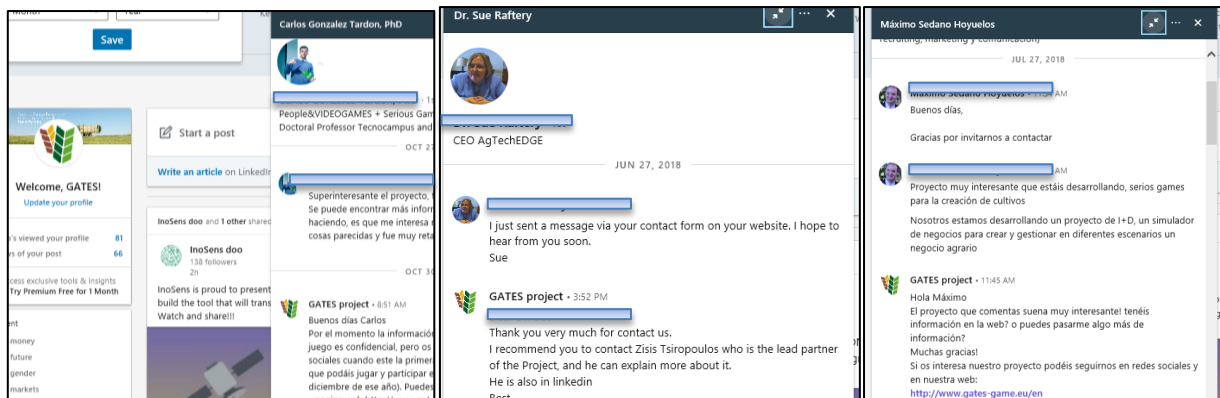 Save
Start a post
Write an article on LinkedIn
Welcome, GATES!
Update your profile
viewed your profile 81
of your post 66
exclusive tools & insights
Try Premium Free for 1 Month
money
future
gender
markets
InoSens doo and 1 other shared
InoSens doo
138 followers
2n
InoSens is proud to present
build the tool that will trans
Watch and share!!!
Carlos Gonzalez Tardon, PhD
People&VIDEOGAMES + Serious Gam
Doctoral Professor Tecnocampus and
OCT 27
Superinteresante el proyecto,
Se puede encontrar más inform
haciendo, es que me interesa
cosas parecidas y fue muy reta
OCT 30
GATES project • 8:51 AM
Buenos días Carlos
Por el momento la información
juego es confidencial, pero os
sociales cuando este la primer
que podáis jugar y participar e
diciembre de ese año). Puedes
Dr. Sue Raftery
CEO AgTechEDGE
JUN 27, 2018
I just sent a message via your contact form on your website. I hope to
hear from you soon.
Sue
GATES project • 3:52 PM
Thank you very much for contact us.
I recommend you to contact Zisis Tsiropoulos who is the lead partner
of the Project, and he can explain more about it.
He is also in linkedin
Best
Máximo Sedano Hoyuelos
recruiting, marketing y comunicación)
JUL 27, 2018
Máximo Sedano Hoyuelos • AM
Buenos días,
Gracias por invitarnos a contactar
AM
Proyecto muy interesante que estáis desarrollando, serios games
para la creación de cultivos
Nosotros estamos desarrollando un proyecto de I+D, un simulador
de negocios para crear y gestionar en diferentes escenarios un
negocio agrario
GATES project • 11:45 AM
Hola Máximo
El proyecto que comentas suena muy interesante! tenéis
información en la web? o puedes pasarme algo más de
información?
Muchas gracias!
Si os interesa nuestro proyecto podéis seguirnos en redes sociales y
en nuestra web:
http://www.gates-game.eu/en